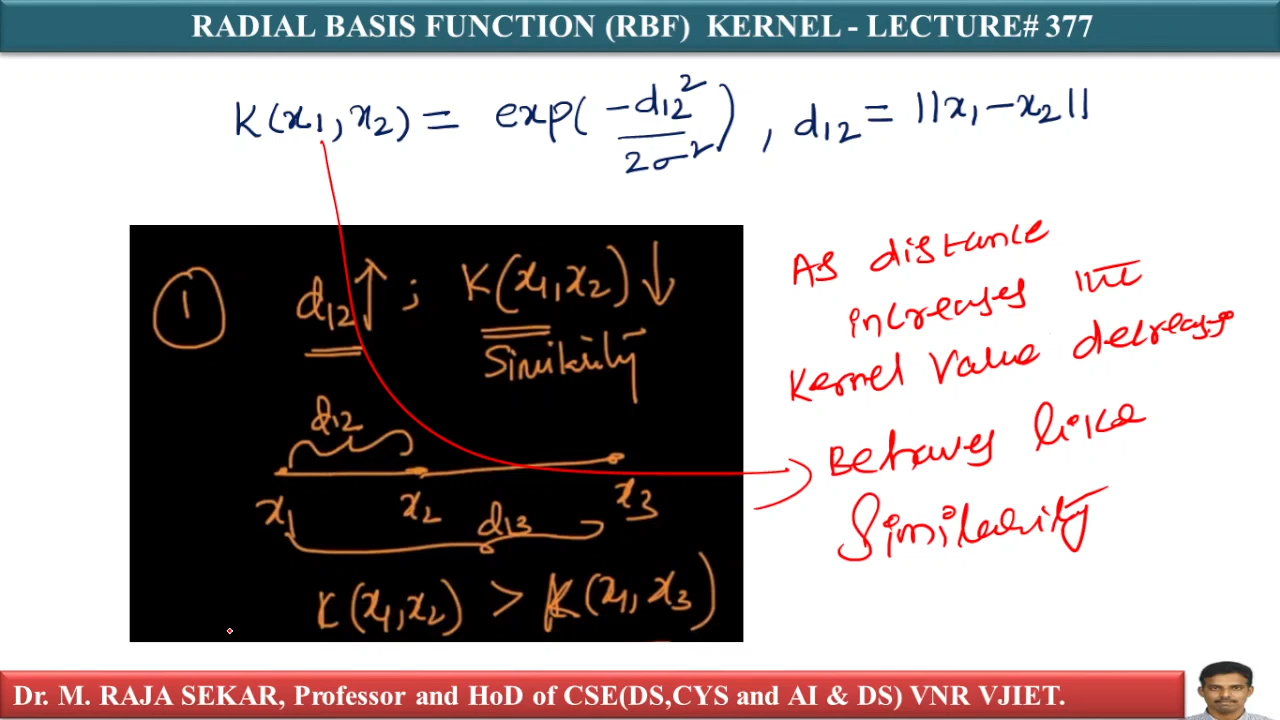 RADIAL BASIS FUNCTION (RBF) KERNEL - LECTURE# 377
K(x1, x2) = exp( -d12² / 2σ² ) , d12 = ||x1 - x2||
1 d12 ↑ ; K(x1, x2) ↓
Similarity
d12
x1 x2 x3
d13
K(x1, x2) > K(x1, x3)
As distance
increases the
Kernel Value decreases
Behaves like
Similarity
Dr. M. RAJA SEKAR, Professor and HoD of CSE(DS,CYS and AI & DS) VNR VJIET.